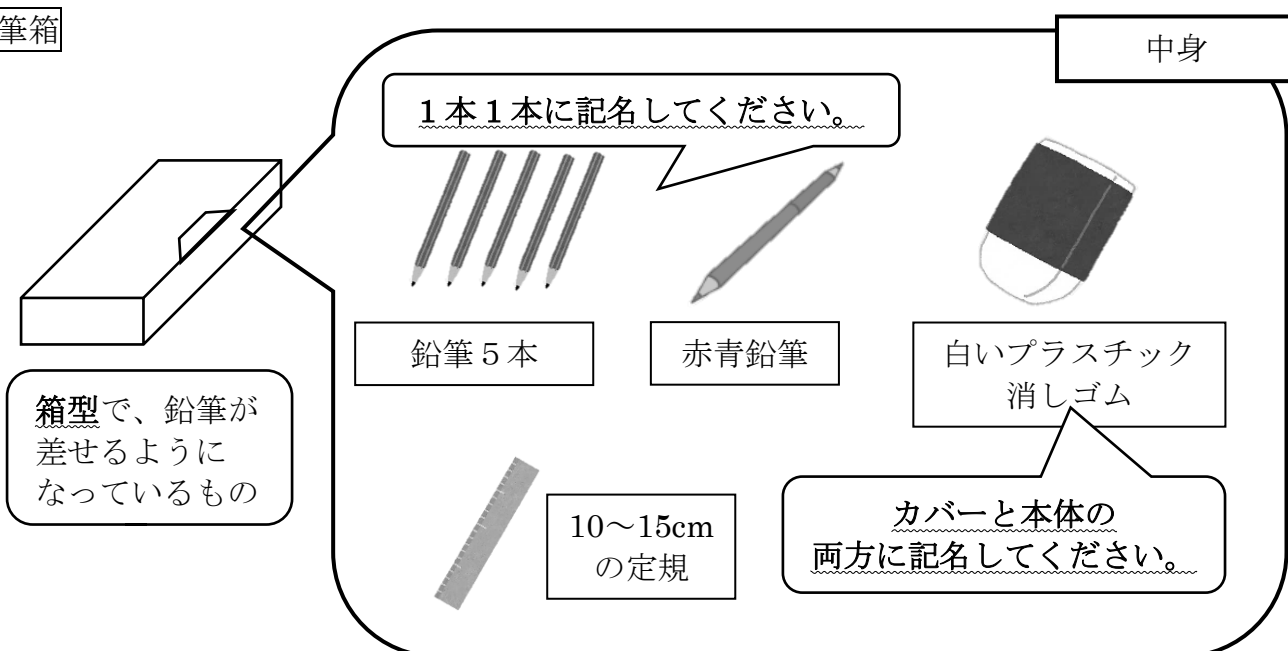 筆箱
中身
1本1本に記名してください。
鉛筆5本
赤青鉛筆
白いプラスチック
消しゴム
箱型で、鉛筆が
差せるように
なっているもの
10～15cm
の定規
カバーと本体の
両方に記名してください。